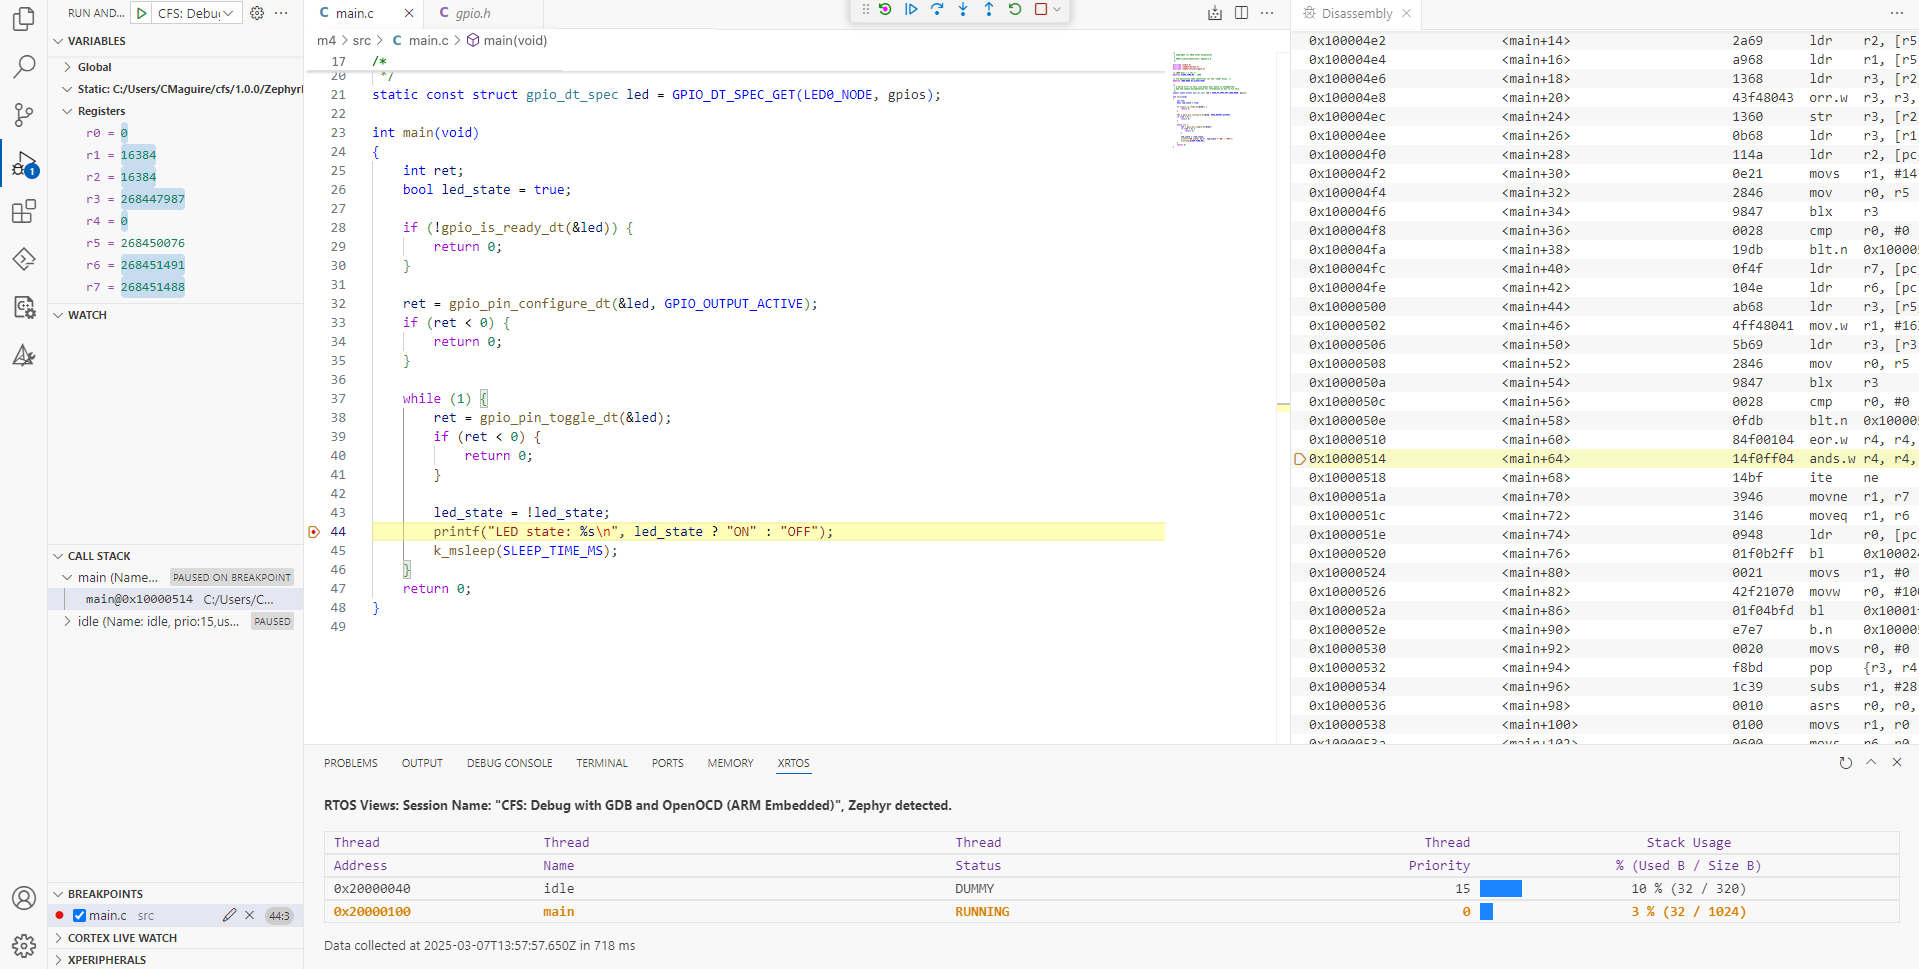 RUN AND...
CFS: Debug
VARIABLES
Global
Static: C:/Users/CMaguire/cfs/1.0.0/Zephyr
Registers
r0 = 0
r1 = 16384
r2 = 16384
r3 = 268447987
r4 = 0
r5 = 268450076
r6 = 268451491
r7 = 268451488
WATCH
CALL STACK
main (Name... PAUSED ON BREAKPOINT
main@0x10000514 C:/Users/C...
idle (Name: idle, prio:15,us... PAUSED
BREAKPOINTS
main.c src 44:3
CORTEX LIVE WATCH
XPERIPHERALS
1
C main.c
C gpio.h
m4 > src > C main.c > main(void)
17 /*
20 */
21 static const struct gpio_dt_spec led = GPIO_DT_SPEC_GET(LED0_NODE, gpios);
22
23 int main(void)
24 {
25 int ret;
26 bool led_state = true;
27
28 if (!gpio_is_ready_dt(&led)) {
29 return 0;
30 }
31
32 ret = gpio_pin_configure_dt(&led, GPIO_OUTPUT_ACTIVE);
33 if (ret < 0) {
34 return 0;
35 }
36
37 while (1) {
38 ret = gpio_pin_toggle_dt(&led);
39 if (ret < 0) {
40 return 0;
41 }
42
43 led_state = !led_state;
44 printf("LED state: %s\n", led_state ? "ON" : "OFF");
45 k_msleep(SLEEP_TIME_MS);
46 }
47 return 0;
48 }
49
Disassembly
0x100004e2 <main+14> 2a69 ldr r2, [r5
0x100004e4 <main+16> a968 ldr r1, [r5
0x100004e6 <main+18> 1368 ldr r3, [r2
0x100004e8 <main+20> 43f48043 orr.w r3, r3,
0x100004ec <main+24> 1360 str r3, [r2
0x100004ee <main+26> 0b68 ldr r3, [r1
0x100004f0 <main+28> 114a ldr r2, [pc
0x100004f2 <main+30> 0e21 movs r1, #14
0x100004f4 <main+32> 2846 mov r0, r5
0x100004f6 <main+34> 9847 blx r3
0x100004f8 <main+36> 0028 cmp r0, #0
0x100004fa <main+38> 19db blt.n 0x10000
0x100004fc <main+40> 0f4f ldr r7, [pc
0x100004fe <main+42> 104e ldr r6, [pc
0x10000500 <main+44> ab68 ldr r3, [r5
0x10000502 <main+46> 4ff48041 mov.w r1, #16
0x10000506 <main+50> 5b69 ldr r3, [r3
0x10000508 <main+52> 2846 mov r0, r5
0x1000050a <main+54> 9847 blx r3
0x1000050c <main+56> 0028 cmp r0, #0
0x1000050e <main+58> 0fdb blt.n 0x10000
0x10000510 <main+60> 84f00104 eor.w r4, r4,
0x10000514 <main+64> 14f0ff04 ands.w r4, r4,
0x10000518 <main+68> 14bf ite ne
0x1000051a <main+70> 3946 movne r1, r7
0x1000051c <main+72> 3146 moveq r1, r6
0x1000051e <main+74> 0948 ldr r0, [pc
0x10000520 <main+76> 01f0b2ff bl 0x100024
0x10000524 <main+80> 0021 movs r1, #0
0x10000526 <main+82> 42f21070 movw r0, #10
0x1000052a <main+86> 01f04bfd bl 0x10001
0x1000052e <main+90> e7e7 b.n 0x10000
0x10000530 <main+92> 0020 movs r0, #0
0x10000532 <main+94> f8bd pop {r3, r4
0x10000534 <main+96> 1c39 subs r1, #28
0x10000536 <main+98> 0010 asrs r0, r0,
0x10000538 <main+100> 0100 movs r1, r0
0x1000053a <main+102> 0600 movs r6, r0
PROBLEMS OUTPUT DEBUG CONSOLE TERMINAL PORTS MEMORY XRTOS
RTOS Views: Session Name: "CFS: Debug with GDB and OpenOCD (ARM Embedded)", Zephyr detected.
Thread Thread Thread Thread Stack Usage
Address Name Status Priority % (Used B / Size B)
0x20000040 idle DUMMY 15 10 % (32 / 320)
0x20000100 main RUNNING 0 3 % (32 / 1024)
Data collected at 2025-03-07T13:57:57.650Z in 718 ms